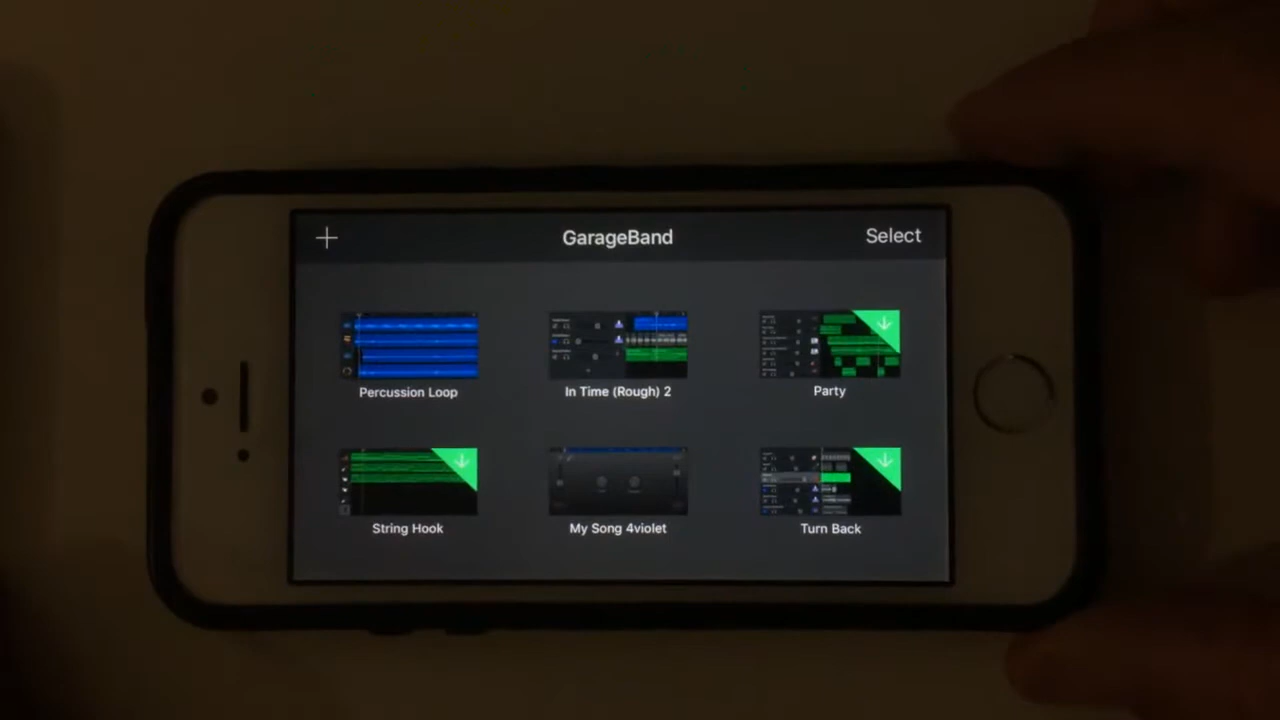 GarageBand
Select
Percussion Loop
In Time (Rough) 2
Party
String Hook
My Song 4violet
Turn Back